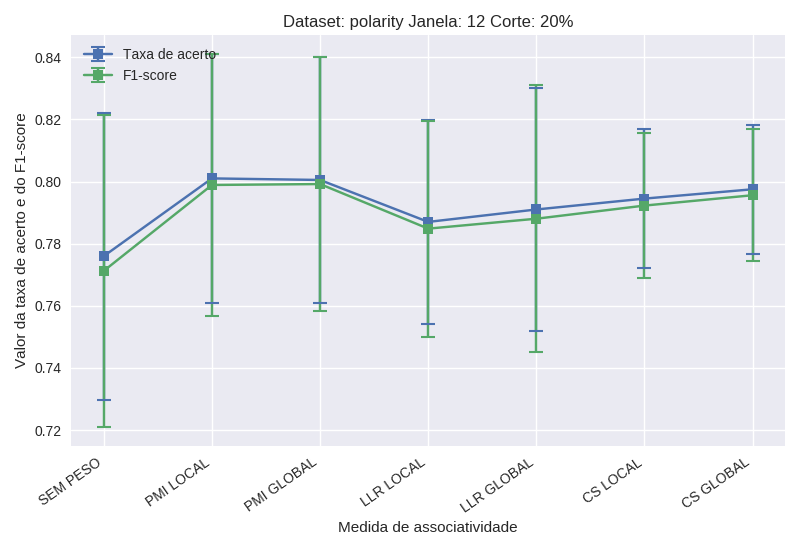 Dataset: polarity Janela: 12 Corte: 20%
Taxa de acerto
F1-score
Valor da taxa de acerto e do F1-score
0.84
0.82
0.80
0.78
0.76
0.74
0.72
SEM PESO
PMI LOCAL
PMI GLOBAL
LLR LOCAL
LLR GLOBAL
CS LOCAL
CS GLOBAL
Medida de associatividade